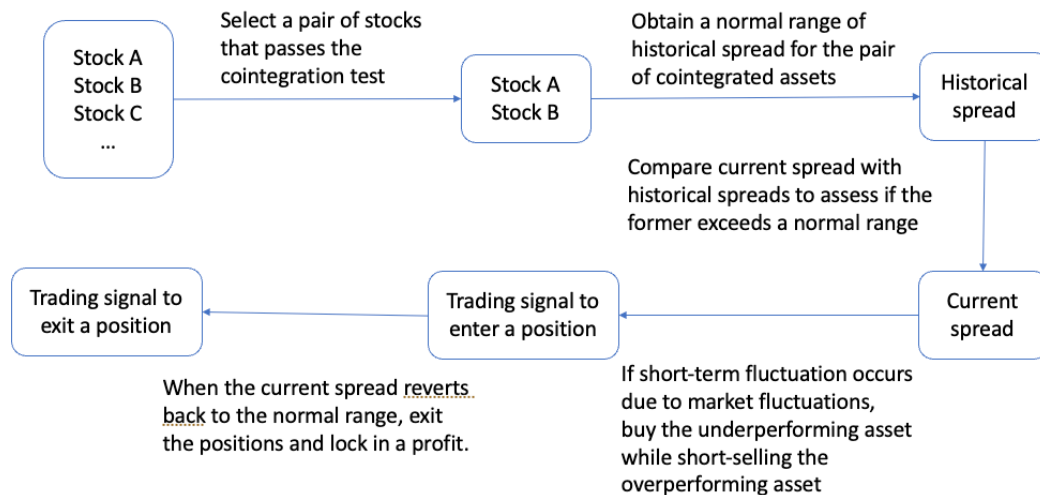 Stock A
Stock B
Stock C
...
Select a pair of stocks
that passes the
cointegration test
Stock A
Stock B
Obtain a normal range of
historical spread for the pair
of cointegrated assets
Historical
spread
Compare current spread with
historical spreads to assess if the
former exceeds a normal range
Current
spread
If short-term fluctuation occurs
due to market fluctuations,
buy the underperforming asset
while short-selling the
overperforming asset
Trading signal to
enter a position
When the current spread reverts
back to the normal range, exit
the positions and lock in a profit.
Trading signal to
exit a position